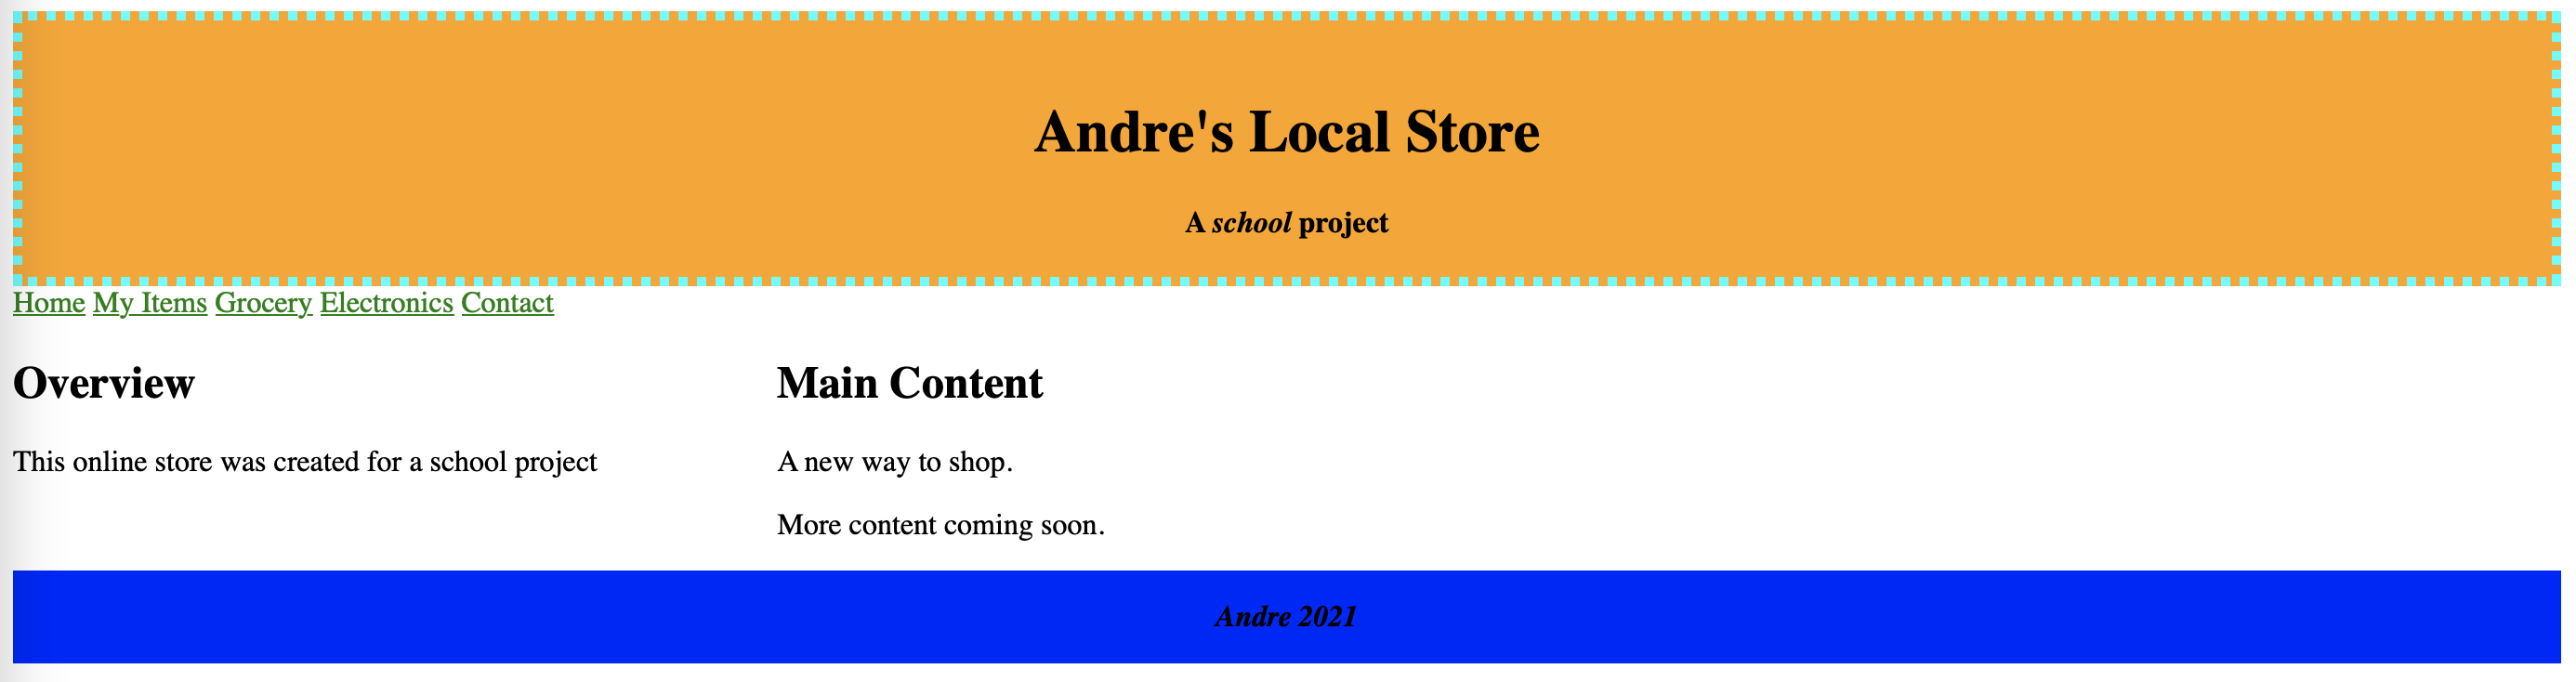 Andre's Local Store
A school project
Home My Items Grocery Electronics Contact
Overview
This online store was created for a school project
Main Content
A new way to shop.
More content coming soon.
Andre 2021